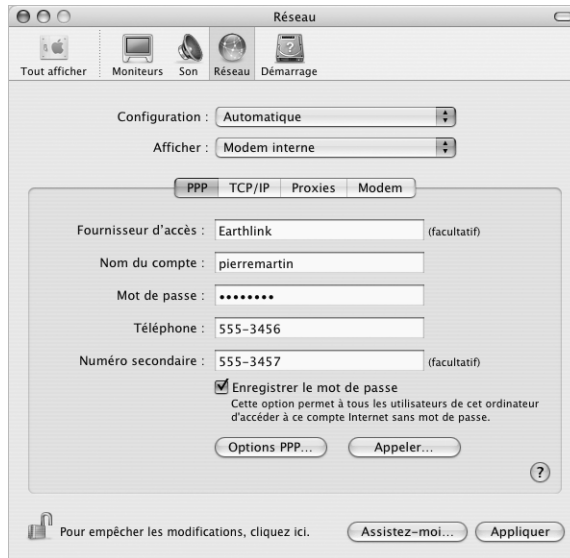 Réseau
Tout afficher Moniteurs Son Réseau Démarrage
Configuration : Automatique
Afficher : Modem interne
PPP TCP/IP Proxies Modem
Fournisseur d'accès : Earthlink (facultatif)
Nom du compte : pierremartin
Mot de passe : ••••••••
Téléphone : 555-3456
Numéro secondaire : 555-3457 (facultatif)
Enregistrer le mot de passe
Cette option permet à tous les utilisateurs de cet ordinateur
d'accéder à ce compte Internet sans mot de passe.
Options PPP... Appeler...
?
Pour empêcher les modifications, cliquez ici. Assistez-moi... Appliquer